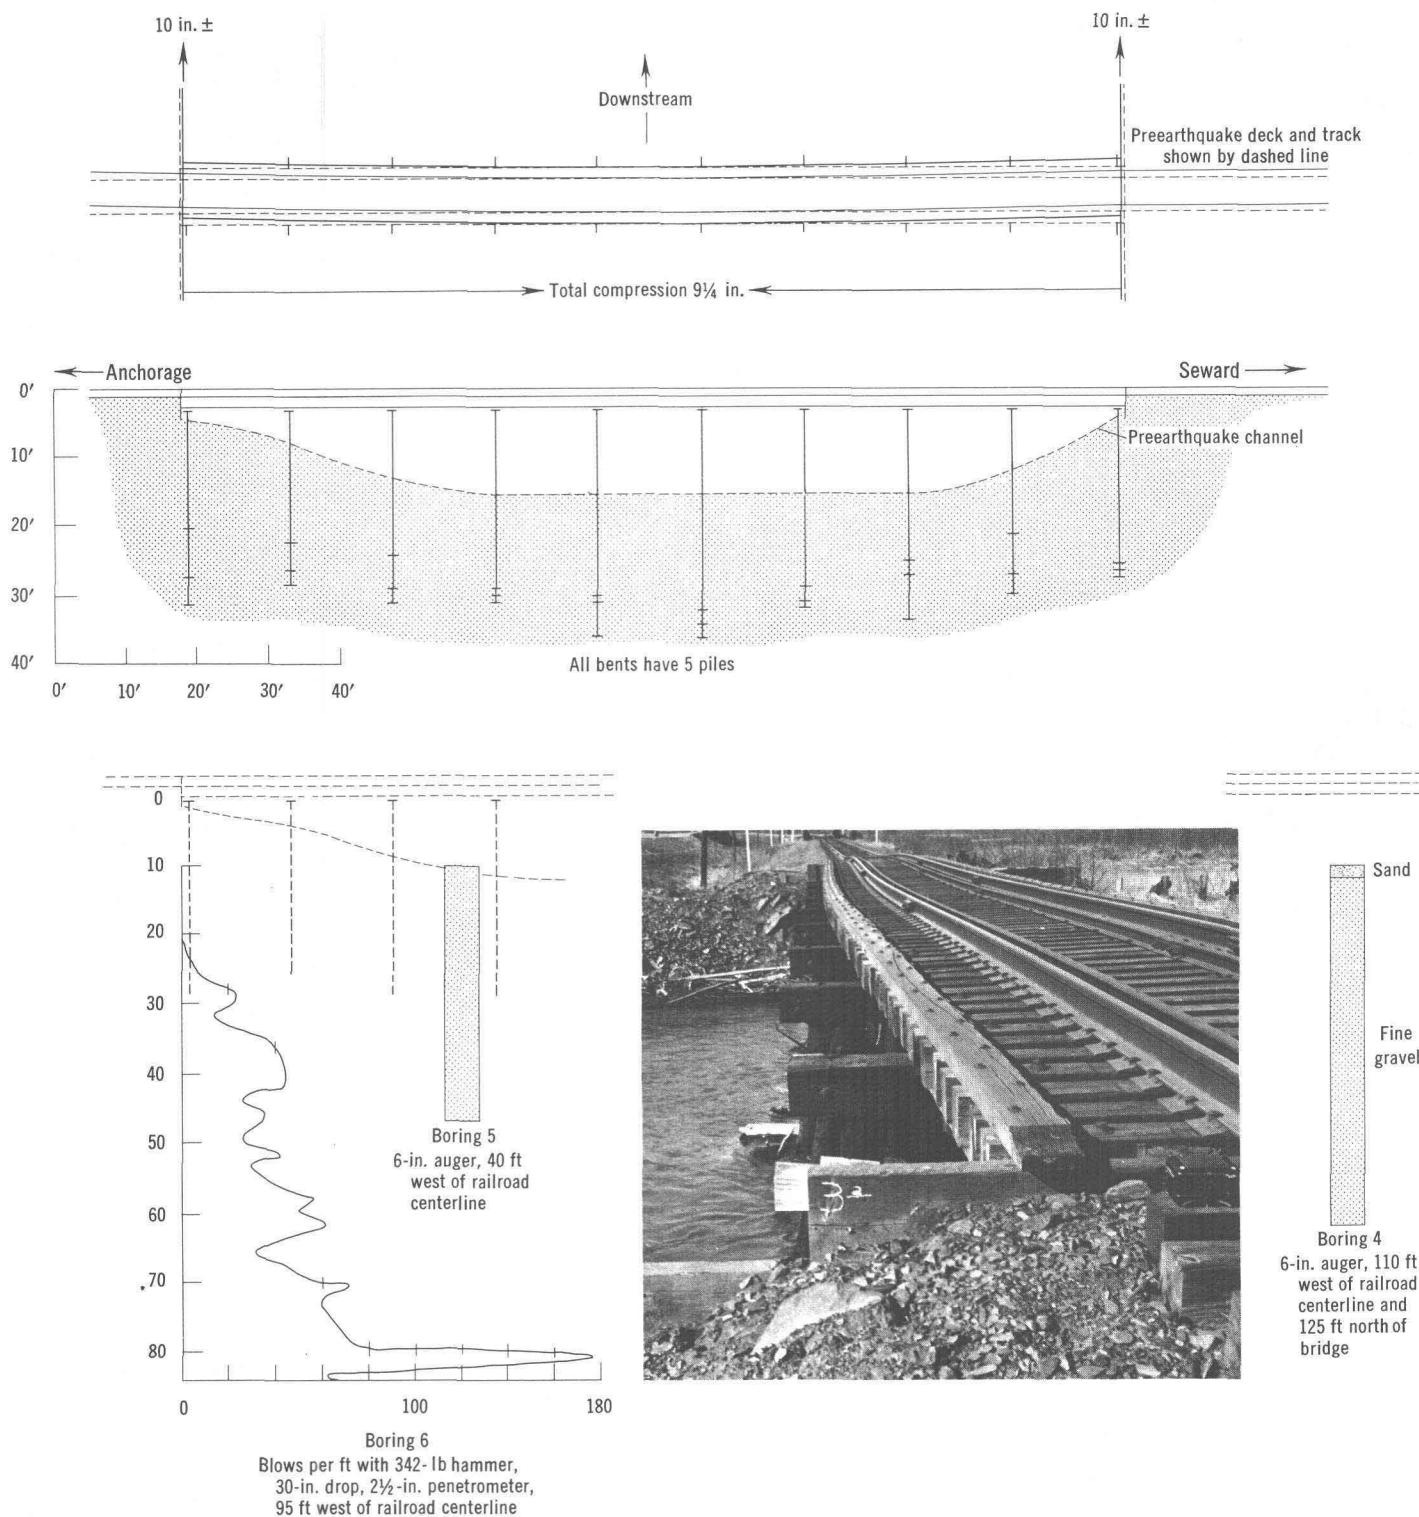 10 in. ±
10 in. ±
Downstream
Preearthquake deck and track
shown by dashed line
Total compression 9¼ in.
Anchorage
Seward
0′
10′
20′
30′
40′
Preearthquake channel
All bents have 5 piles
0′
10′
20′
30′
40′
0
10
20
30
40
50
60
70
80
0
100
180
Boring 5
6-in. auger, 40 ft
west of railroad
centerline
Boring 6
Blows per ft with 342-lb hammer,
30-in. drop, 2½-in. penetrometer,
95 ft west of railroad centerline
Sand
Fine
gravel
Boring 4
6-in. auger, 110 ft
west of railroad
centerline and
125 ft north of
bridge